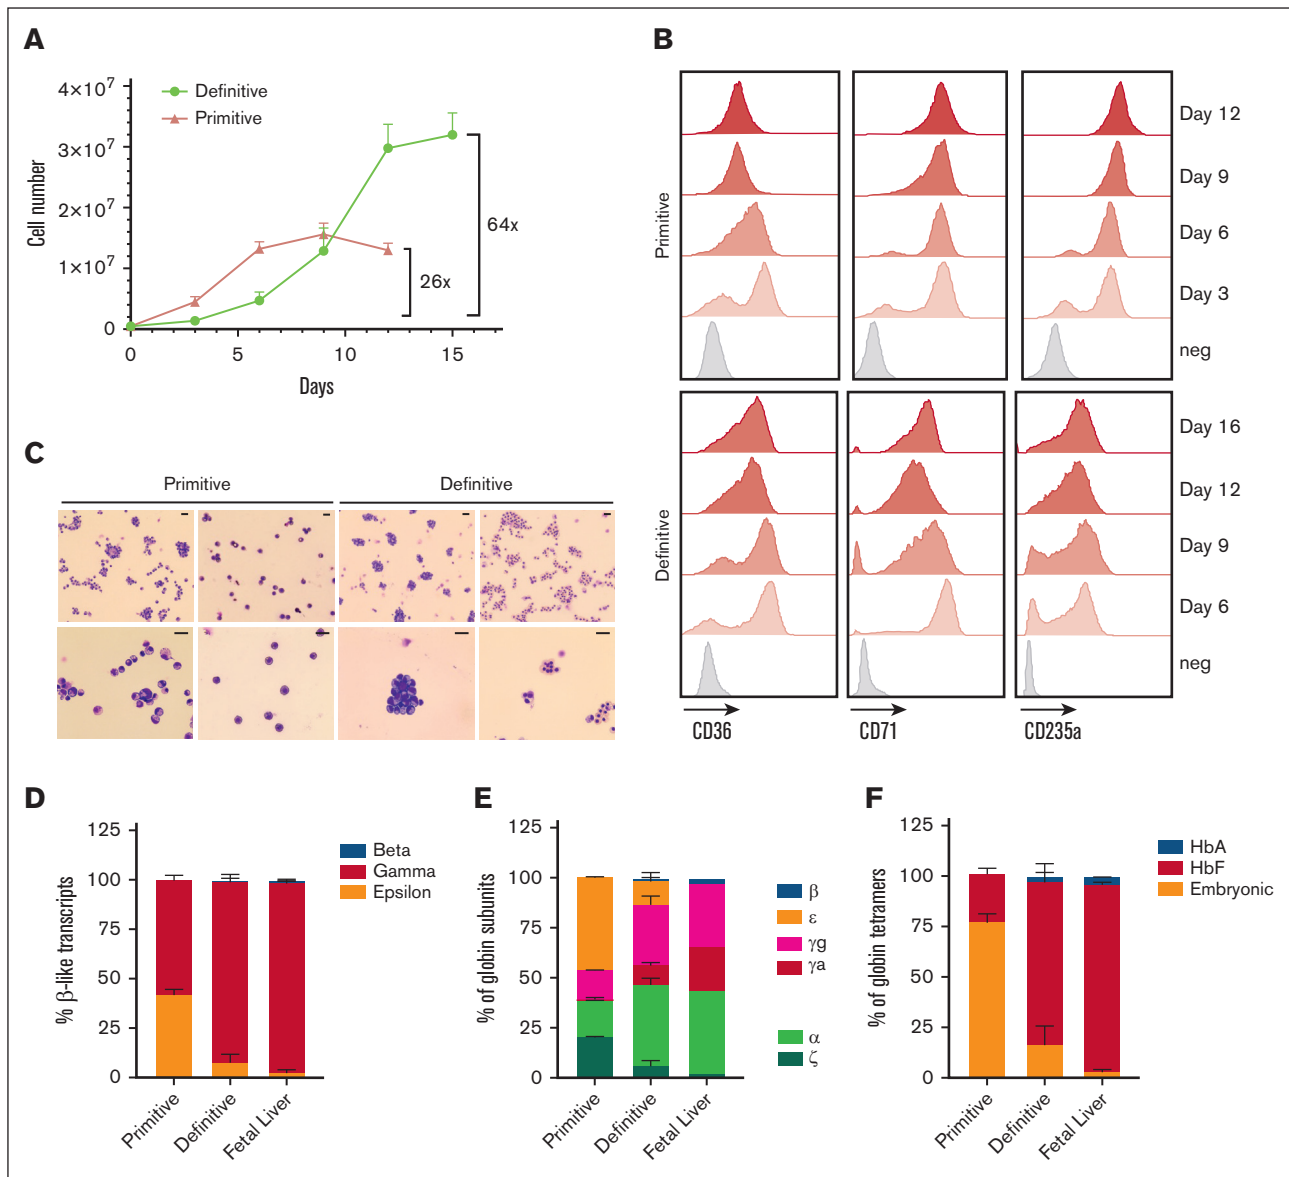 A
Cell number
4×10⁷
3×10⁷
2×10⁷
1×10⁷
0
Definitive
Primitive
64x
26x
0 5 10 15
Days
B
Primitive
Day 12
Day 9
Day 6
Day 3
neg
Definitive
Day 16
Day 12
Day 9
Day 6
neg
CD36 CD71 CD235a
C
Primitive Definitive
D
% β-like transcripts
125
100
75
50
25
0
Beta
Gamma
Epsilon
Primitive
Definitive
Fetal Liver
E
% of globin subunits
125
100
75
50
25
0
β
ε
γg
γa
α
ζ
Primitive
Definitive
Fetal Liver
F
% of globin tetramers
125
100
75
50
25
0
HbA
HbF
Embryonic
Primitive
Definitive
Fetal Liver